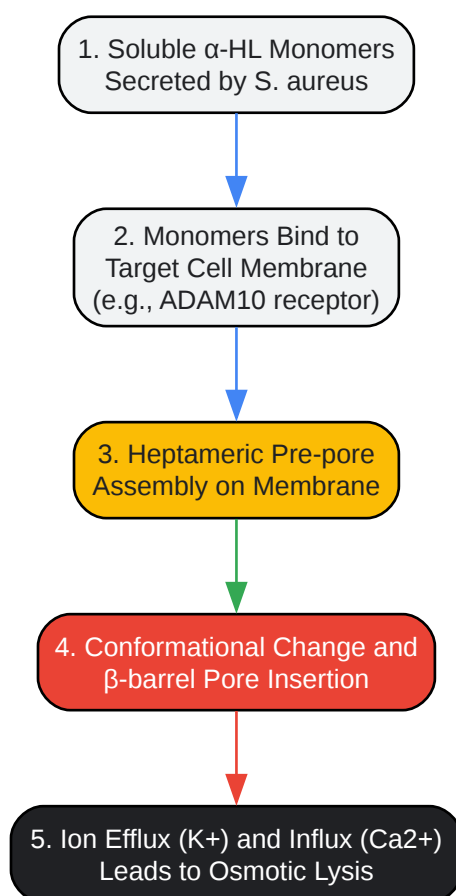 1. Soluble α-HL Monomers
Secreted by S. aureus
2. Monomers Bind to
Target Cell Membrane
(e.g., ADAM10 receptor)
3. Heptameric Pre-pore
Assembly on Membrane
4. Conformational Change and
β-barrel Pore Insertion
5. Ion Efflux (K+) and Influx (Ca2+)
Leads to Osmotic Lysis